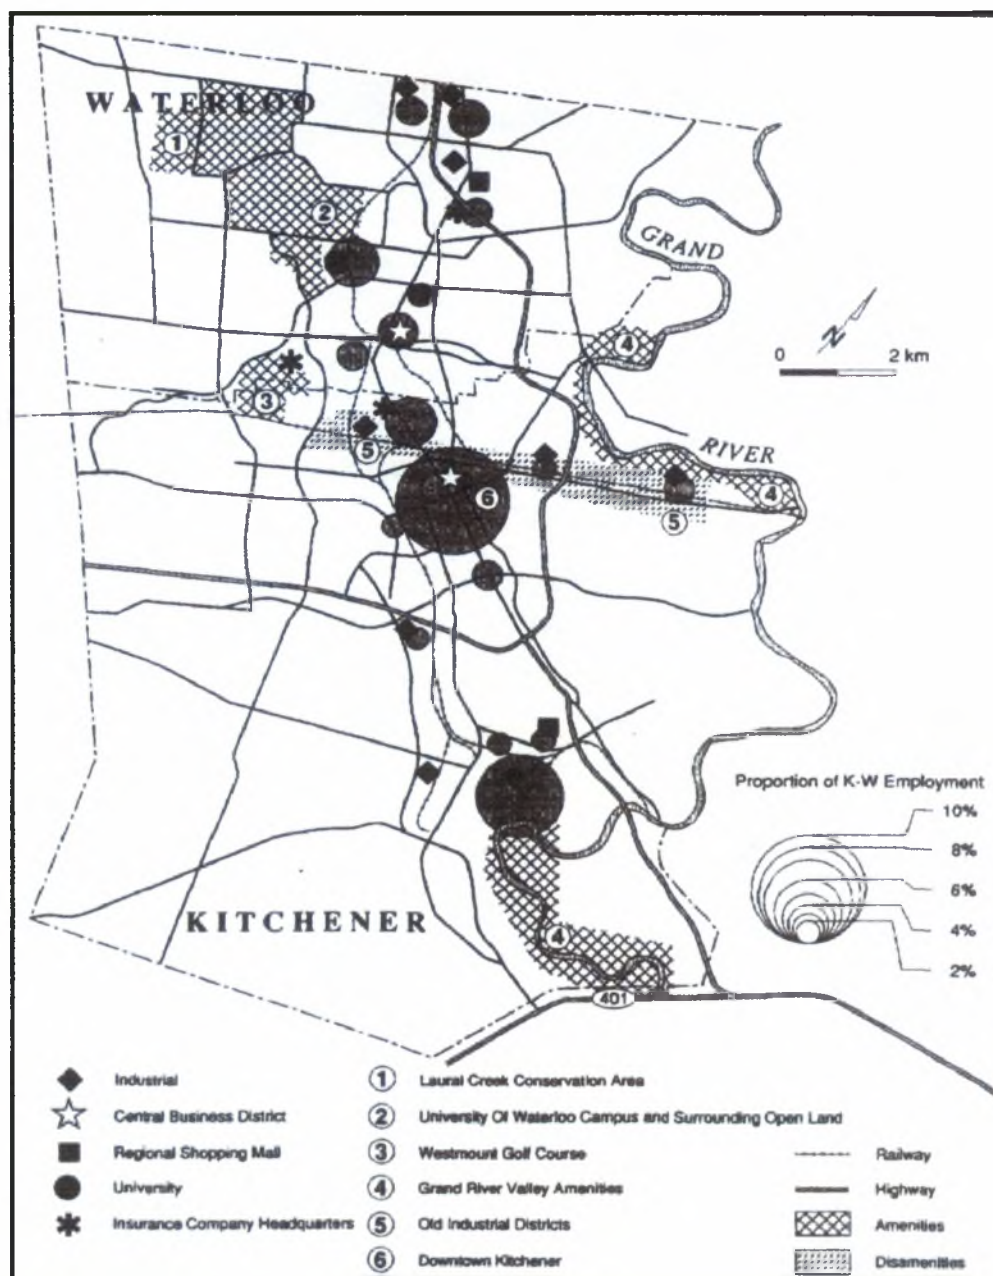 WATERLOO
1
2
GRAND
4
N
0 2 km
3
5
RIVER
4
6
5
Proportion of K-W Employment
10%
8%
6%
4%
2%
KITCHENER
4
401
Industrial
Central Business District
Regional Shopping Mall
University
Insurance Company Headquarters
1 Laural Creek Conservation Area
2 University Of Waterloo Campus and Surrounding Open Land
3 Westmount Golf Course
4 Grand River Valley Amenities
5 Old Industrial Districts
6 Downtown Kitchener
Railway
Highway
Amenities
Disamenities